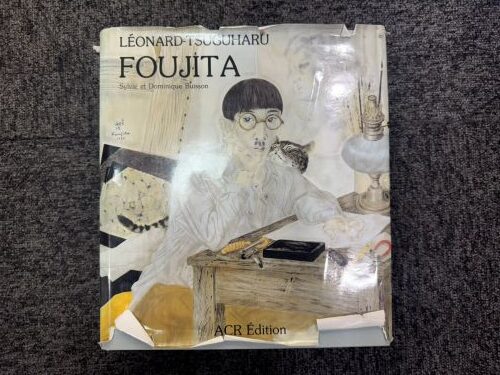 LÉONARD-TSUGUHARU
FOUJITA
Sylvie et Dominique Buisson
ACR Édition